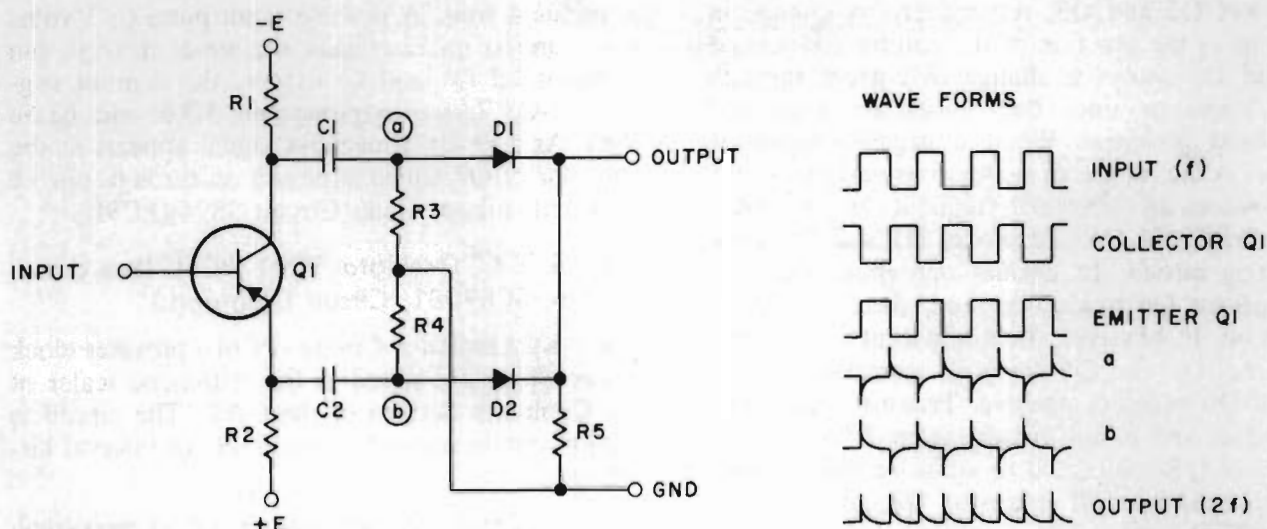 -E
R1
C1
a
D1
OUTPUT
R3
INPUT
Q1
R4
C2
b
D2
R2
R5
GND
+E
WAVE FORMS
INPUT (f)
COLLECTOR Q1
EMITTER Q1
a
b
OUTPUT (2f)